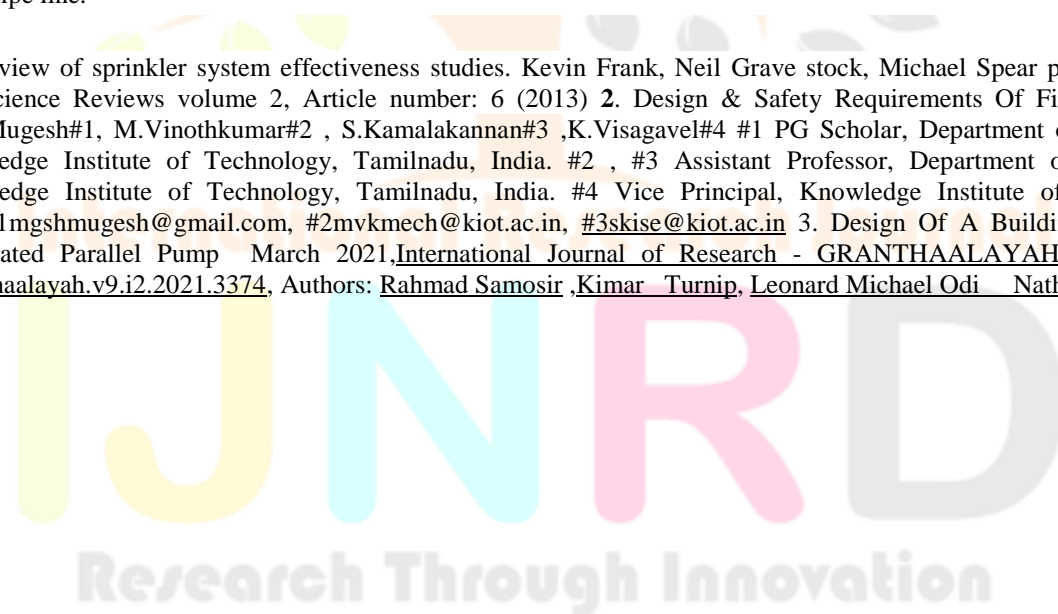 view of sprinkler system effectiveness studies. Kevin Frank, Neil Grave stock, Michael Spear p
cience Reviews volume 2, Article number: 6 (2013) 2. Design & Safety Requirements Of Fi
Mugesh#1, M.Vinothkumar#2 , S.Kamalakannan#3 ,K.Visagavel#4 #1 PG Scholar, Department
edge Institute of Technology, Tamilnadu, India. #2 , #3 Assistant Professor, Department o
edge Institute of Technology, Tamilnadu, India. #4 Vice Principal, Knowledge Institute of
1mgshmugesh@gmail.com, #2mvkmech@kiot.ac.in, #3skise@kiot.ac.in 3. Design Of A Buildi
ated Parallel Pump March 2021,International Journal of Research - GRANTHAALAYAH
haalayah.v9.i2.2021.3374, Authors: Rahmad Samosir ,Kimar Turnip, Leonard Michael Odi Nath
IJNRD
Research Through Innovation